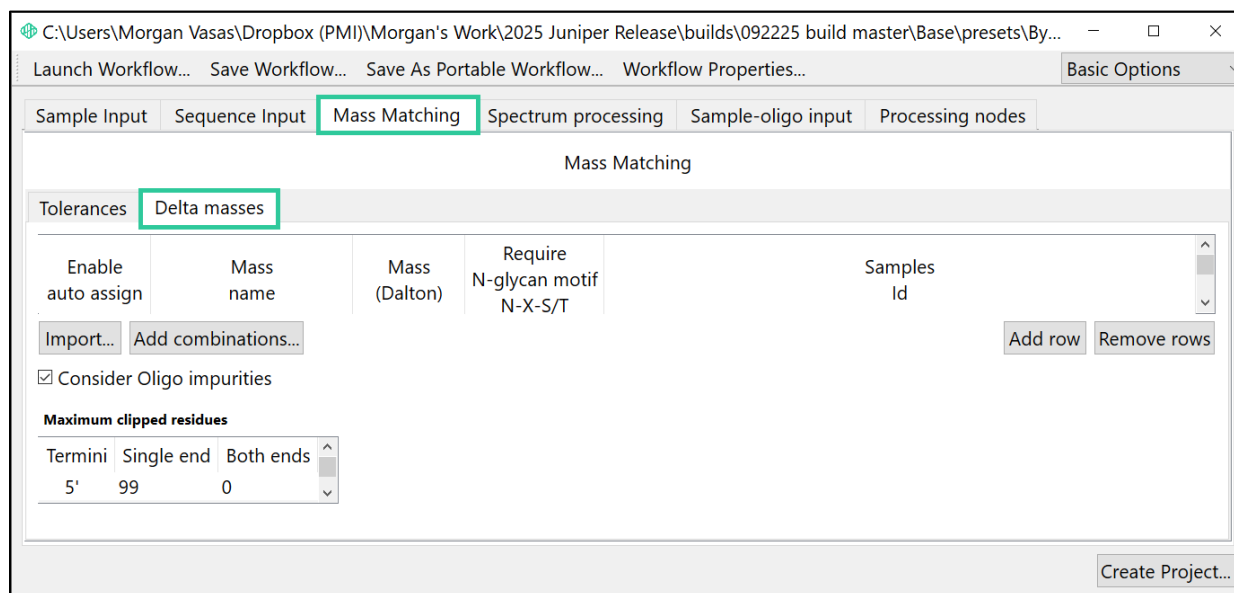 C:\Users\Morgan Vasas\Dropbox (PMI)\Morgan's Work\2025 Juniper Release\builds\092225 build master\Base\presets\By...
Launch Workflow... Save Workflow... Save As Portable Workflow... Workflow Properties... Basic Options
Sample Input Sequence Input Mass Matching Spectrum processing Sample-oligo input Processing nodes
Mass Matching
Tolerances Delta masses
Enable auto assign Mass name Mass (Dalton) Require N-glycan motif N-X-S/T Samples Id
Import... Add combinations... Add row Remove rows
Consider Oligo impurities
Maximum clipped residues
Termini Single end Both ends
5' 99 0
Create Project...